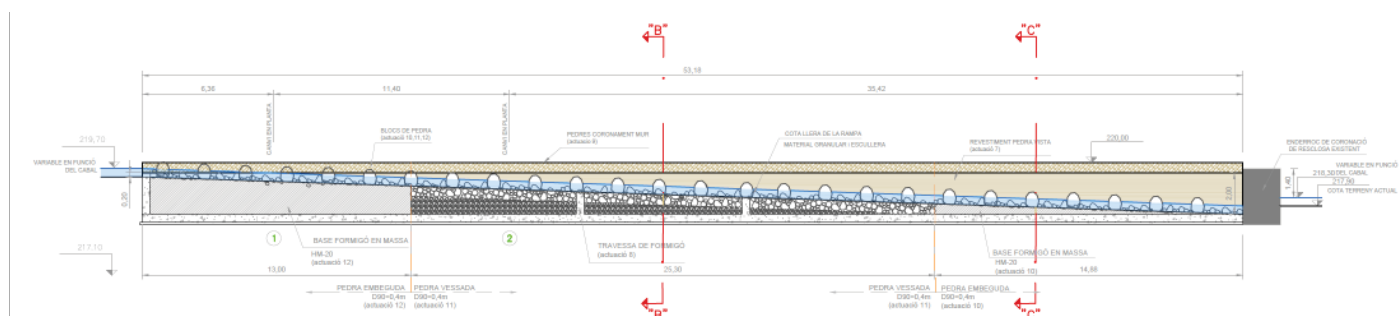 "B"
"C"
53,18
6,36
11,40
35,42
CANVI EN PLANTA
CANVI EN PLANTA
BLOCS DE PEDRA
(actuació 10,11,12)
PEDRES CORONAMENT MUR
(actuació 9)
COTA LLERA DE LA RAMPA
MATERIAL GRANULAR I ESCULLERA
REVESTIMENT PEDRA VISTA
(actuació 7)
220,00
ENDERROC DE CORONACIÓ
DE RESCLOSA EXISTENT
219,70
VARIABLE EN FUNCIÓ
DEL CABAL
VARIABLE EN FUNCIÓ
DEL CABAL
218,30
217,90
COTA TERRENY ACTUAL
0,20
2,00
1,40
1
2
217,10
BASE FORMIGÓ EN MASSA
HM-20
(actuació 12)
TRAVESSA DE FORMIGÓ
(actuació 8)
BASE FORMIGÓ EN MASSA
HM-20
(actuació 10)
13,00
25,30
14,88
PEDRA EMBEGUDA
D90=0,4m
(actuació 12)
PEDRA VESSADA
D90=0,4m
(actuació 11)
PEDRA VESSADA
D90=0,4m
(actuació 11)
PEDRA EMBEGUDA
D90=0,4m
(actuació 10)
"B"
"C"